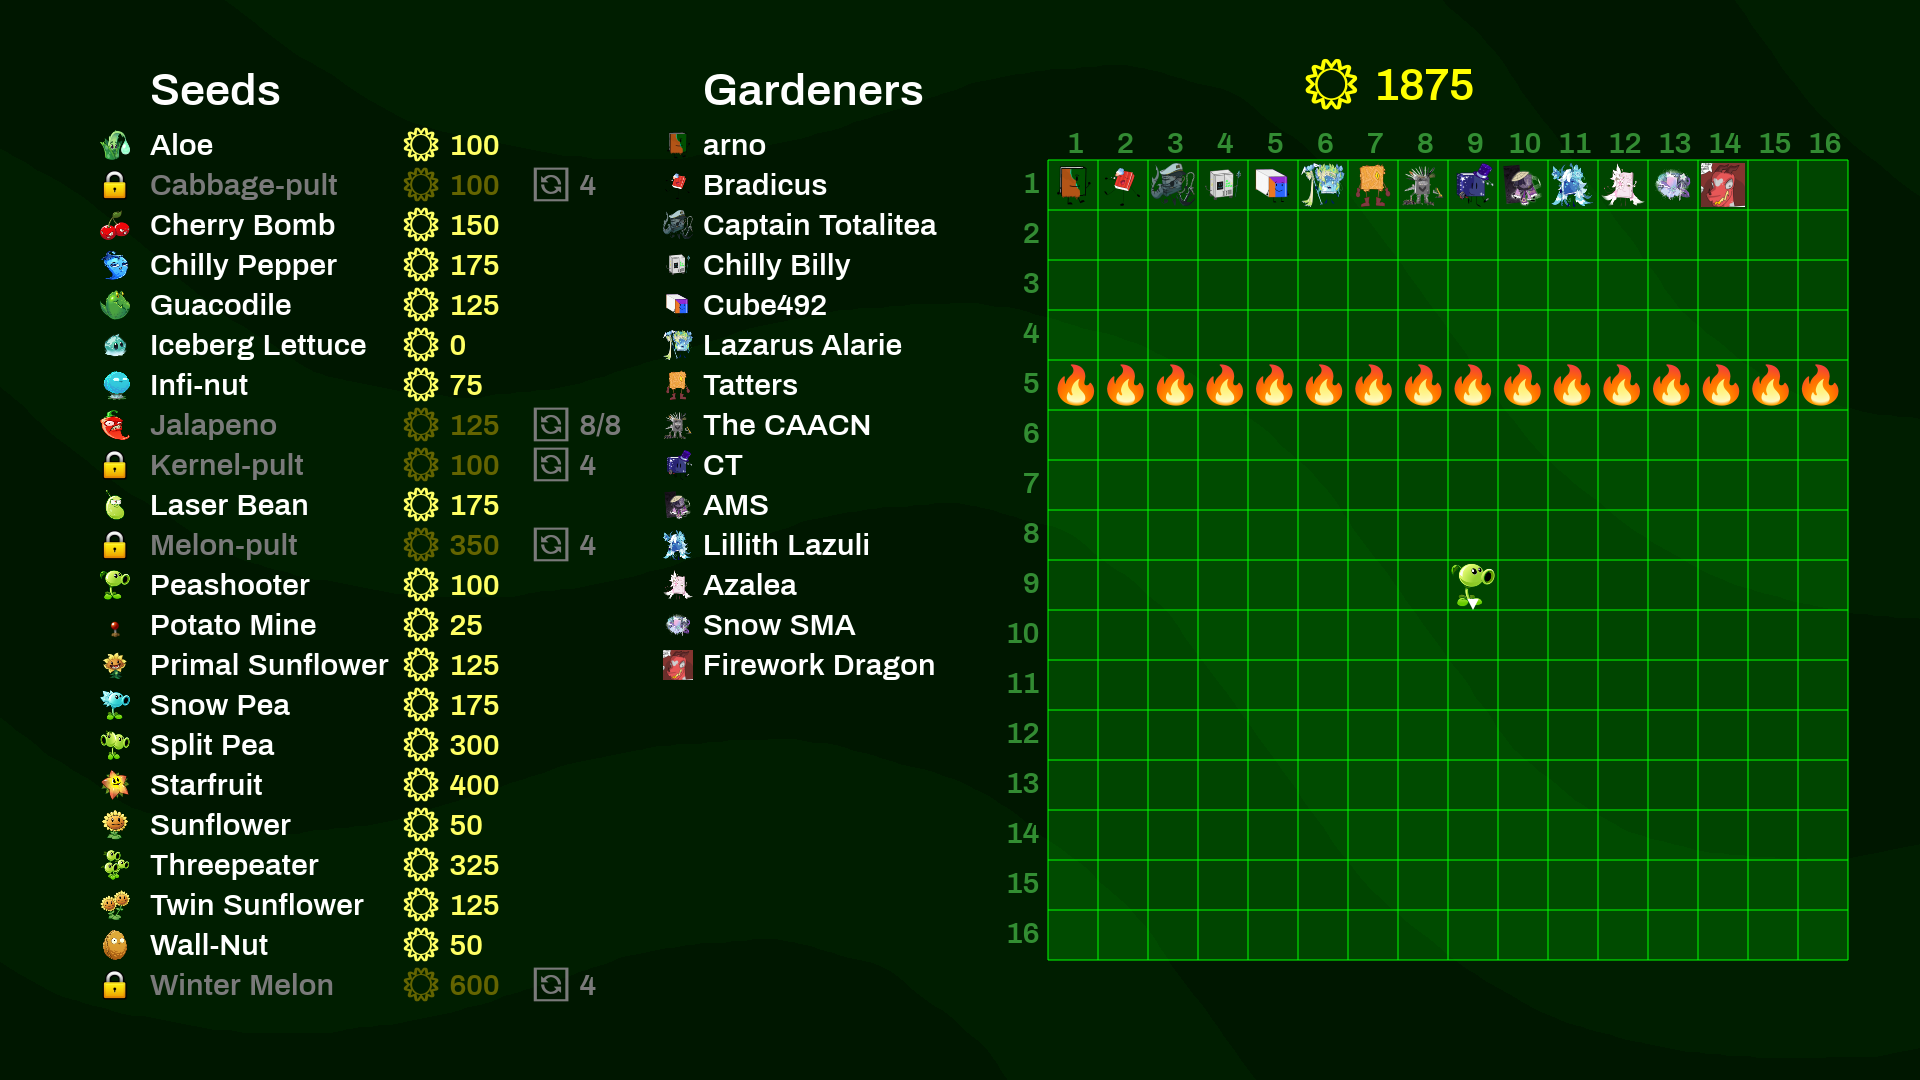 Seeds
Aloe 100
Cabbage-pult 100 4
Cherry Bomb 150
Chilly Pepper 175
Guacodile 125
Iceberg Lettuce 0
Infi-nut 75
Jalapeno 125 8/8
Kernel-pult 100 4
Laser Bean 175
Melon-pult 350 4
Peashooter 100
Potato Mine 25
Primal Sunflower 125
Snow Pea 175
Split Pea 300
Starfruit 400
Sunflower 50
Threepeater 325
Twin Sunflower 125
Wall-Nut 50
Winter Melon 600 4
Gardeners
arno
Bradicus
Captain Totalitea
Chilly Billy
Cube492
Lazarus Alarie
Tatters
The CAACN
CT
AMS
Lillith Lazuli
Azalea
Snow SMA
Firework Dragon
1875
1 2 3 4 5 6 7 8 9 10 11 12 13 14 15 16
1
2
3
4
5
6
7
8
9
10
11
12
13
14
15
16